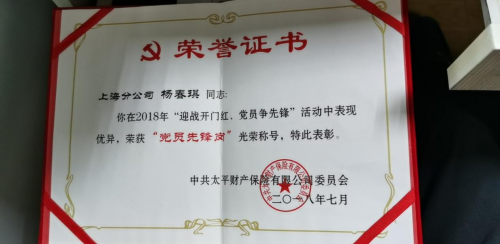 荣誉证书
上海分公司 杨春琪 同志:
你在2018年“迎战开门红、党员争先锋”活动中表现
优异，荣获“党员先锋岗”光荣称号，特此表彰。
中共太平财产保险有限公司委员会
二〇一八年七月